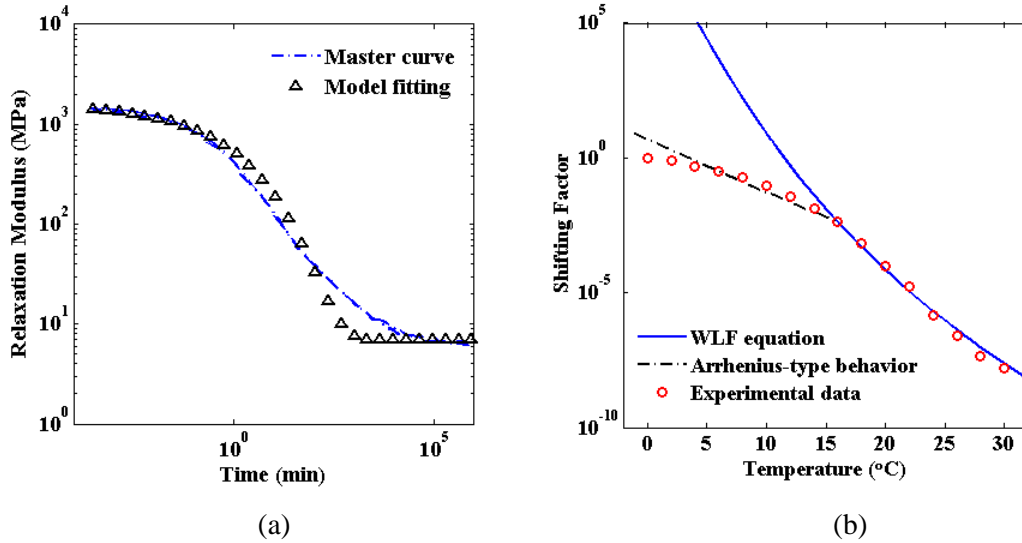 10^4
10^3
10^2
10^1
10^0
Relaxation Modulus (MPa)
Master curve
Model fitting
10^0
10^5
Time (min)
(a)
10^5
10^0
10^-5
10^-10
Shifting Factor
WLF equation
Arrhenius-type behavior
Experimental data
0 5 10 15 20 25 30
Temperature (°C)
(b)